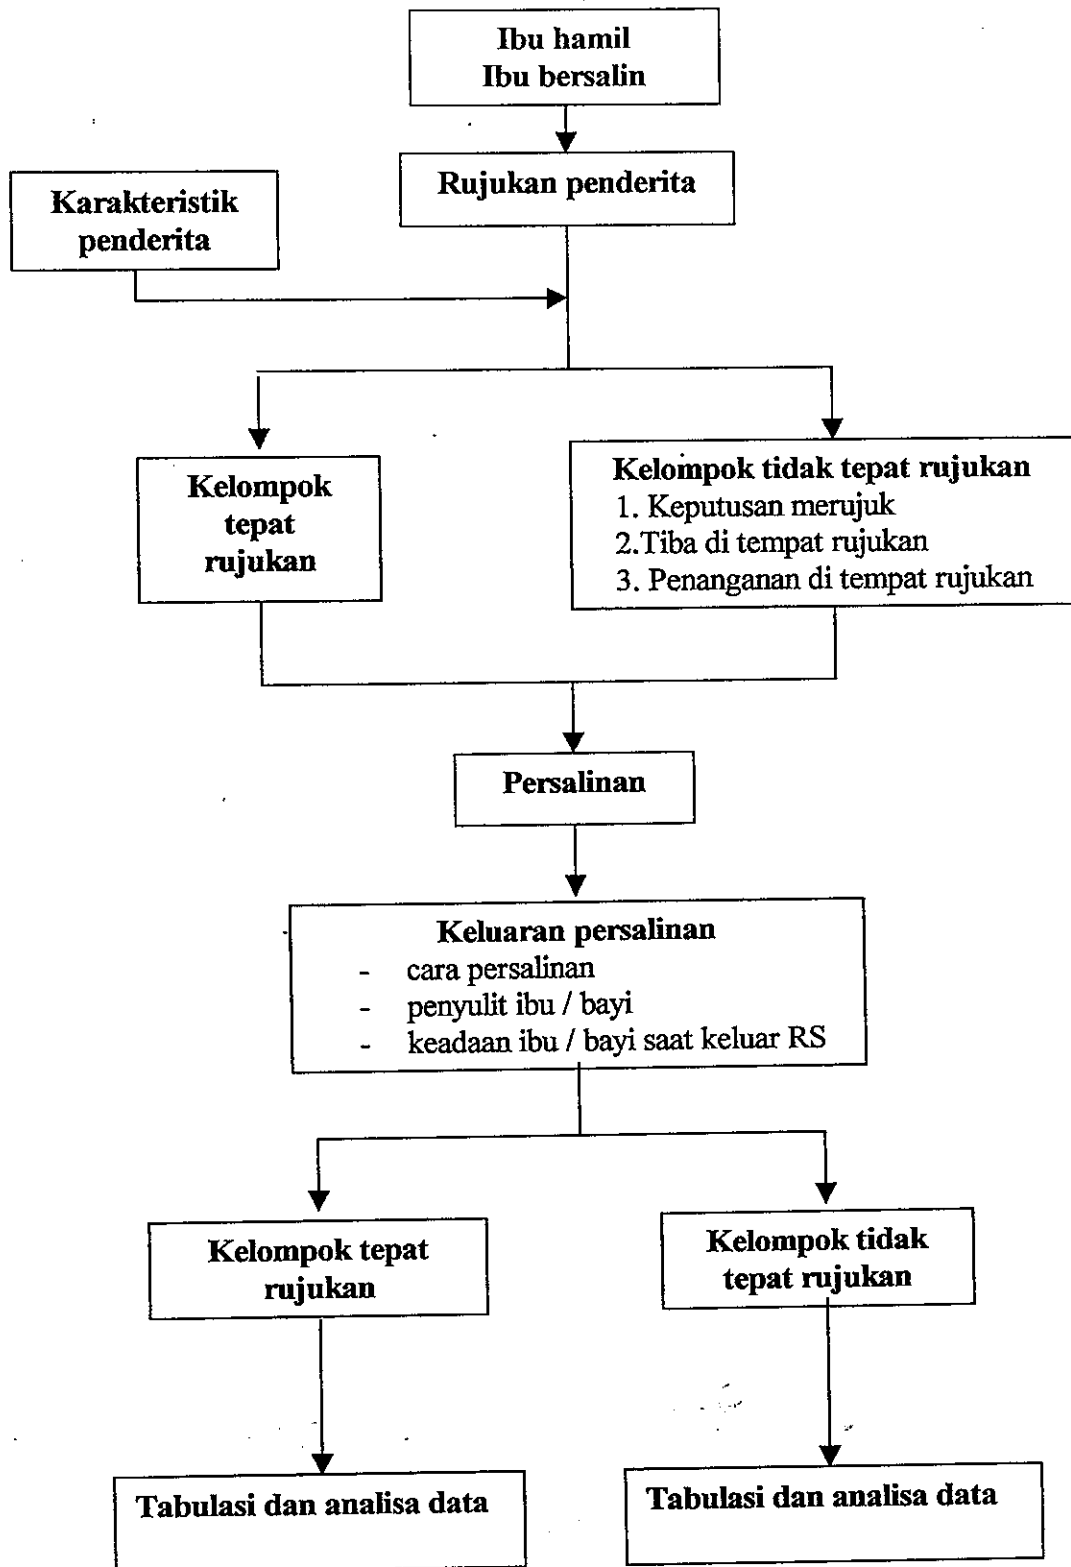 Ibu hamil
Ibu bersalin
Rujukan penderita
Karakteristik
penderita
Kelompok
tepat
rujukan
Kelompok tidak tepat rujukan
1. Keputusan merujuk
2.Tiba di tempat rujukan
3. Penanganan di tempat rujukan
Persalinan
Keluaran persalinan
- cara persalinan
- penyulit ibu / bayi
- keadaan ibu / bayi saat keluar RS
Kelompok tepat
rujukan
Kelompok tidak
tepat rujukan
Tabulasi dan analisa data
Tabulasi dan analisa data